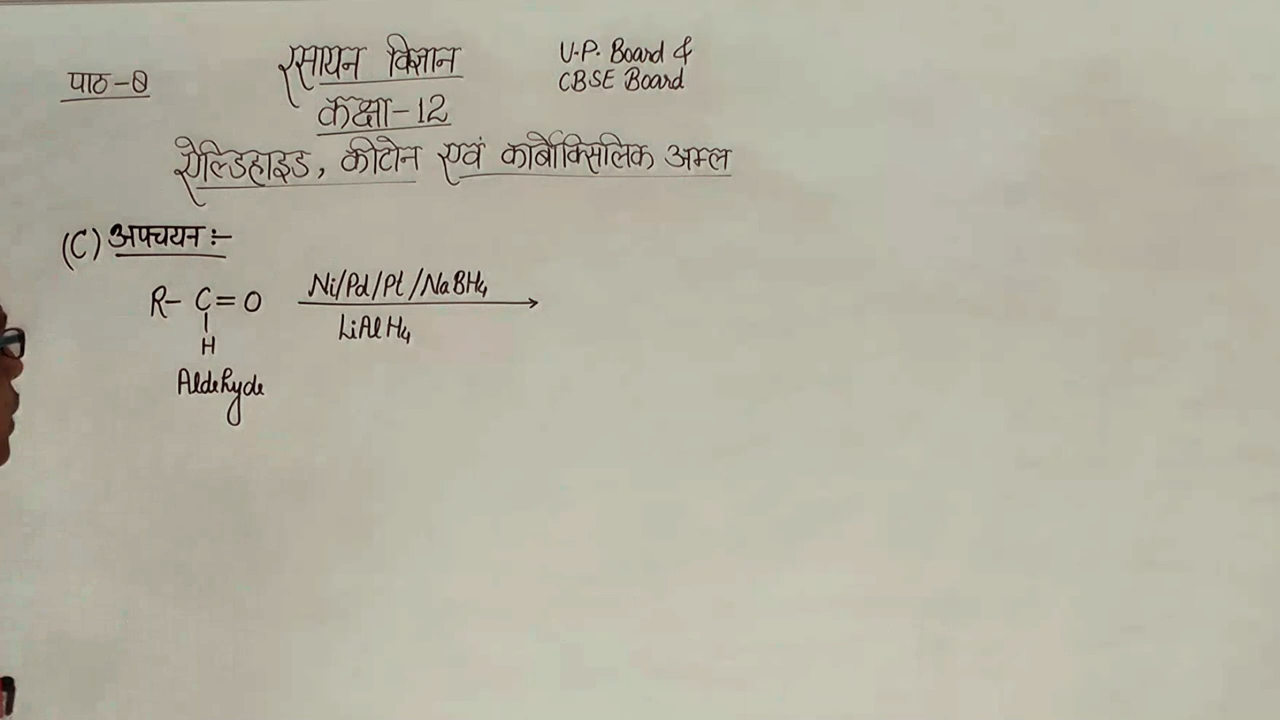 पाठ-8
रसायन विज्ञान
U.P. Board &
CBSE Board
कक्षा-12
ऐल्डिहाइड, कीटोन एवं कार्बोक्सिलिक अम्ल
(C) अपचयन :-
R- C = O
H
Aldehyde
Ni/Pd/Pt/NaBH₄
LiAlH₄